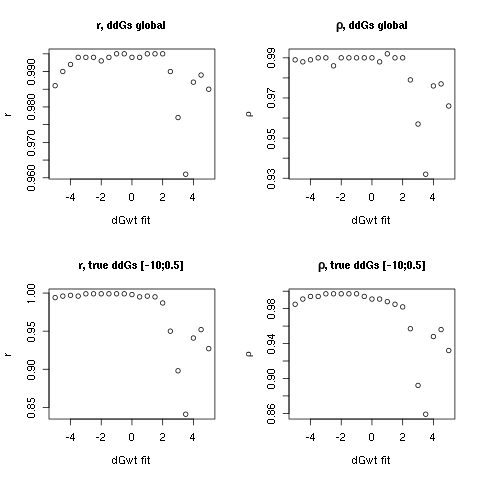 r, ddGs global
0.960 0.970 0.980 0.990
r
-4 -2 0 2 4
dGwt fit
ρ, ddGs global
0.93 0.95 0.97 0.99
ρ
-4 -2 0 2 4
dGwt fit
r, true ddGs [-10;0.5]
0.85 0.90 0.95 1.00
r
-4 -2 0 2 4
dGwt fit
ρ, true ddGs [-10;0.5]
0.86 0.90 0.94 0.98
ρ
-4 -2 0 2 4
dGwt fit